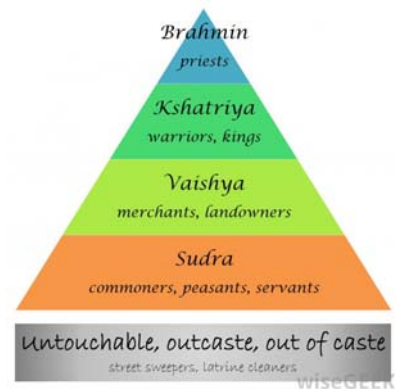 Brahmin
priests
Kshatriya
warriors, kings
Vaishya
merchants, landowners
Sudra
commoners, peasants, servants
Untouchable, outcaste, out of caste
street sweepers, latrine cleaners
wiseGEEK